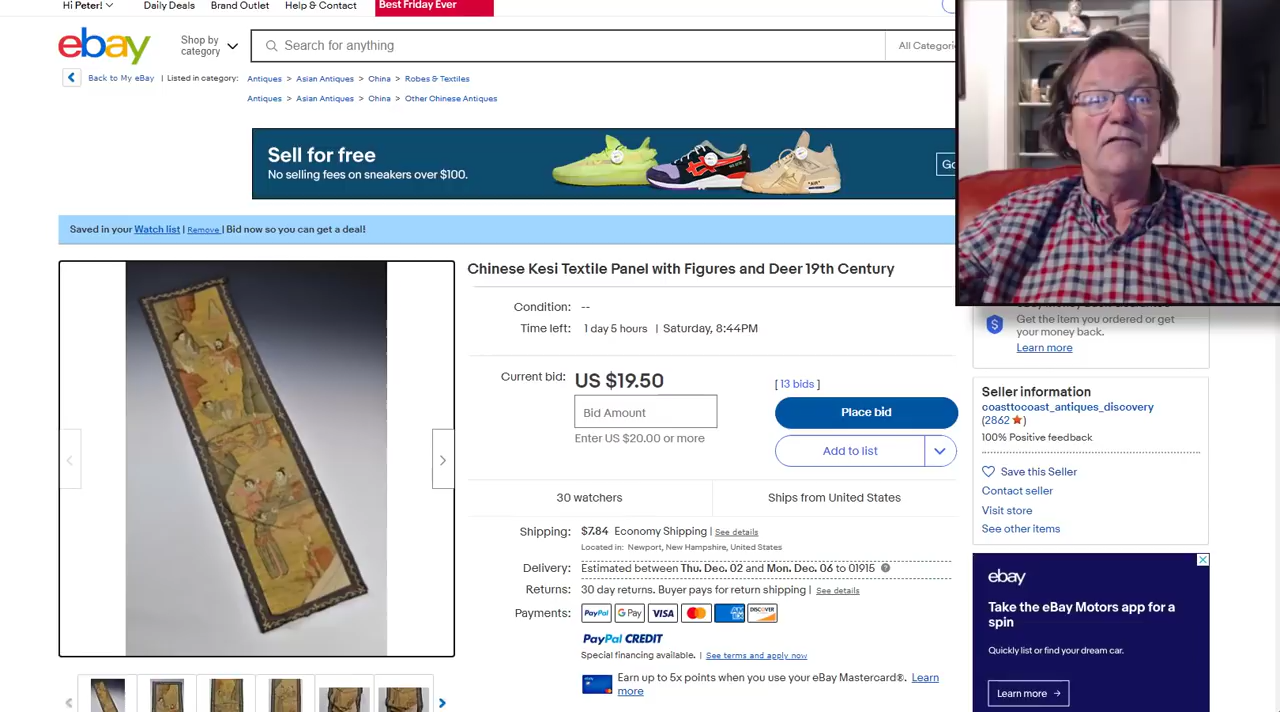 Hi Peter!
Daily Deals
Brand Outlet
Help & Contact
Best Friday Ever
ebay
Shop by
category
Search for anything
All Categori
Back to My eBay | Listed in category:
Antiques > Asian Antiques > China > Robes & Textiles
Antiques > Asian Antiques > China > Other Chinese Antiques
Sell for free
No selling fees on sneakers over $100.
Saved in your Watch list | Remove | Bid now so you can get a deal!
Chinese Kesi Textile Panel with Figures and Deer 19th Century
Condition: --
Time left: 1 day 5 hours | Saturday, 8:44PM
Current bid: US $19.50
[ 13 bids ]
Bid Amount
Place bid
Enter US $20.00 or more
Add to list
30 watchers
Ships from United States
Shipping: $7.84 Economy Shipping | See details
Located in: Newport, New Hampshire, United States
Delivery: Estimated between Thu. Dec. 02 and Mon. Dec. 06 to 01915
Returns: 30 day returns. Buyer pays for return shipping | See details
Payments: PayPal G Pay VISA DISCOVER
PayPal CREDIT
Special financing available. | See terms and apply now
Earn up to 5x points when you use your eBay Mastercard®. Learn
more
Get the item you ordered or get
your money back.
Learn more
Seller information
coasttocoast_antiques_discovery
(2862)
100% Positive feedback
Save this Seller
Contact seller
Visit store
See other items
ebay
Take the eBay Motors app for a
spin
Quickly list or find your dream car.
Learn more